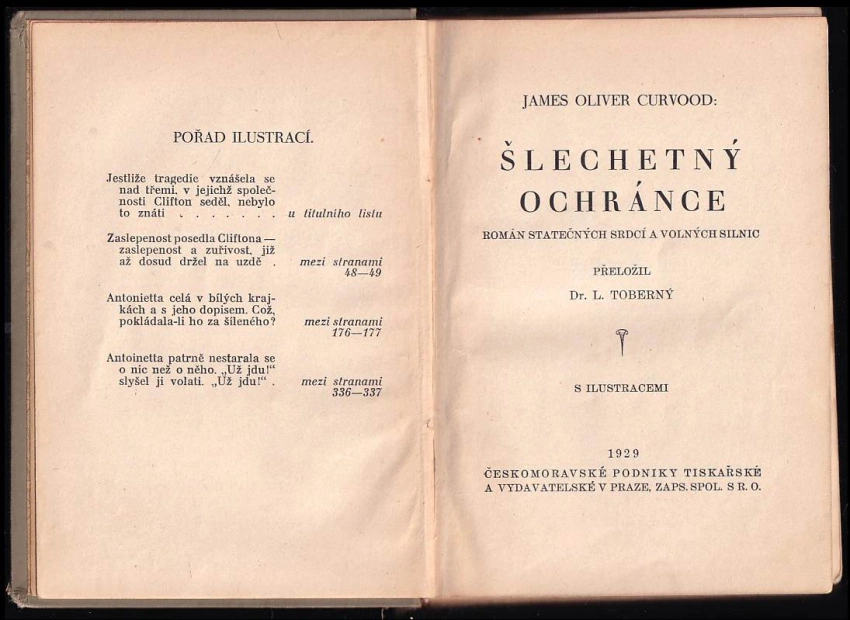 POŘAD ILUSTRACÍ.
Jestliže tragedie vznášela se
nad třemi, v jejichž společ-
nosti Clifton seděl, nebylo
to znáti . . . . . . . u titulního listu
Zaslepenost posedla Cliftona —
zaslepenost a zuřivost, již
až dosud držel na uzdě . mezi stranami
48—49
Antonietta celá v bílých kraj-
kách a s jeho dopisem. Což,
pokládala-li ho za šíleného? mezi stranami
176—177
Antoinetta patrně nestarala se
o nic než o něho. „Už jdu!“
slyšel ji volati. „Už jdu!“ . mezi stranami
336—337
JAMES OLIVER CURVOOD:
ŠLECHETNÝ
OCHRÁNCE
ROMÁN STATEČNÝCH SRDCÍ A VOLNÝCH SILNIC
PŘELOŽIL
Dr. L. TOBERNÝ
S ILUSTRACEMI
1929
ČESKOMORAVSKÉ PODNIKY TISKAŘSKÉ
A VYDAVATELSKÉ V PRAZE, ZAPS. SPOL. S R. O.